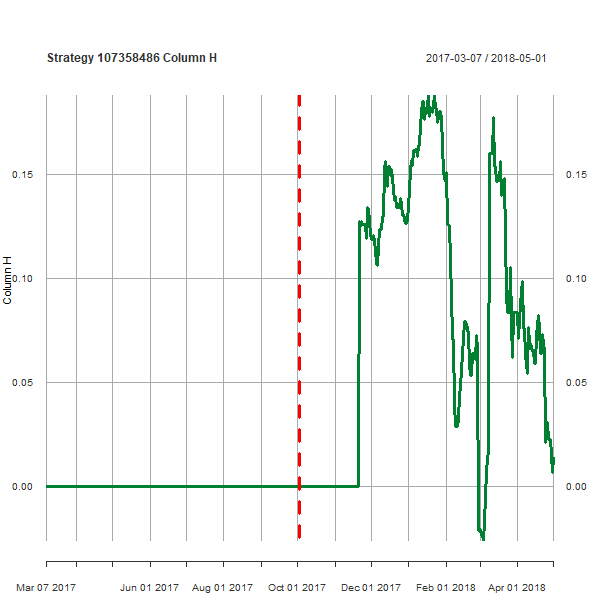 Strategy 107358486 Column H
2017-03-07 / 2018-05-01
Column H
0.15
0.10
0.05
0.00
0.15
0.10
0.05
0.00
Mar 07 2017
Jun 01 2017
Aug 01 2017
Oct 01 2017
Dec 01 2017
Feb 01 2018
Apr 01 2018